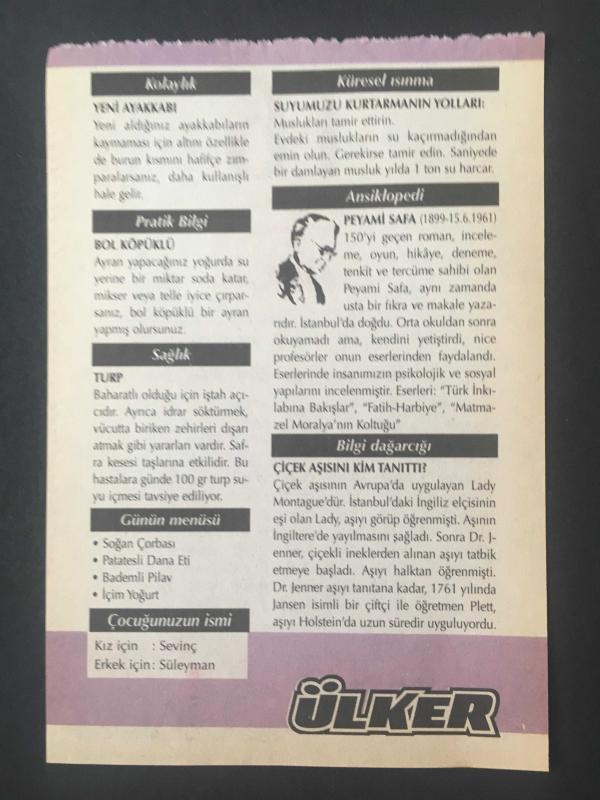 Kolaylık
YENİ AYAKKABI
Yeni aldığınız ayakkabıların
kaymaması için altını özellikle
de burun kısmını hafifçe zım-
paralarsanız, daha kullanışlı
hale gelir.
Pratik Bilgi
BOL KÖPÜKLÜ
Ayran yapacağınız yoğurda su
yerine bir miktar soda katar,
mikser veya telle iyice çırpar-
sanız, bol köpüklü bir ayran
yapmış olursunuz.
Sağlık
TURP
Baharatlı olduğu için iştah açı-
cıdır. Ayrıca idrar söktürmek,
vücutta biriken zehirleri dışarı
atmak gibi yararları vardır. Saf-
ra kesesi taşlarına etkilidir. Bu
hastalara günde 100 gr turp su-
yu içmesi tavsiye ediliyor.
Günün menüsü
• Soğan Çorbası
• Patatesli Dana Eti
• Bademli Pilav
• İçim Yoğurt
Çocuğunuzun ismi
Kız için : Sevinç
Erkek için : Süleyman
Küresel ısınma
SUYUMUZU KURTARMANIN YOLLARI:
Muslukları tamir ettirin.
Evdeki muslukların su kaçırmadığından
emin olun. Gerekirse tamir edin. Saniyede
bir damlayan musluk yılda 1 ton su harcar.
Ansiklopedi
PEYAMİ SAFA (1899-15.6.1961)
150'yi geçen roman, incele-
me, oyun, hikâye, deneme,
tenkit ve tercüme sahibi olan
Peyami Safa, aynı zamanda
usta bir fıkra ve makale yaza-
rıdır. İstanbul'da doğdu. Orta okuldan sonra
okuyamadı ama, kendini yetiştirdi, nice
profesörler onun eserlerinden faydalandı.
Eserlerinde insanımızın psikolojik ve sosyal
yapılarını incelenmiştir. Eserleri: "Türk İnkı-
labına Bakışlar", "Fatih-Harbiye", "Matma-
zel Moralya'nın Koltuğu"
Bilgi dağarcığı
ÇİÇEK AŞISINI KİM TANITTI?
Çiçek aşısının Avrupa'da uygulayan Lady
Montague'dür. İstanbul'daki İngiliz elçisinin
eşi olan Lady, aşıyı görüp öğrenmişti. Aşının
İngiltere'de yayılmasını sağladı. Sonra Dr. J-
enner, çiçekli ineklerden alınan aşıyı tatbik
etmeye başladı. Aşıyı halktan öğrenmişti.
Dr. Jenner aşıyı tanıtana kadar, 1761 yılında
Jansen isimli bir çiftçi ile öğretmen Plett,
aşıyı Holstein'da uzun süredir uyguluyordu.
ÜLKER